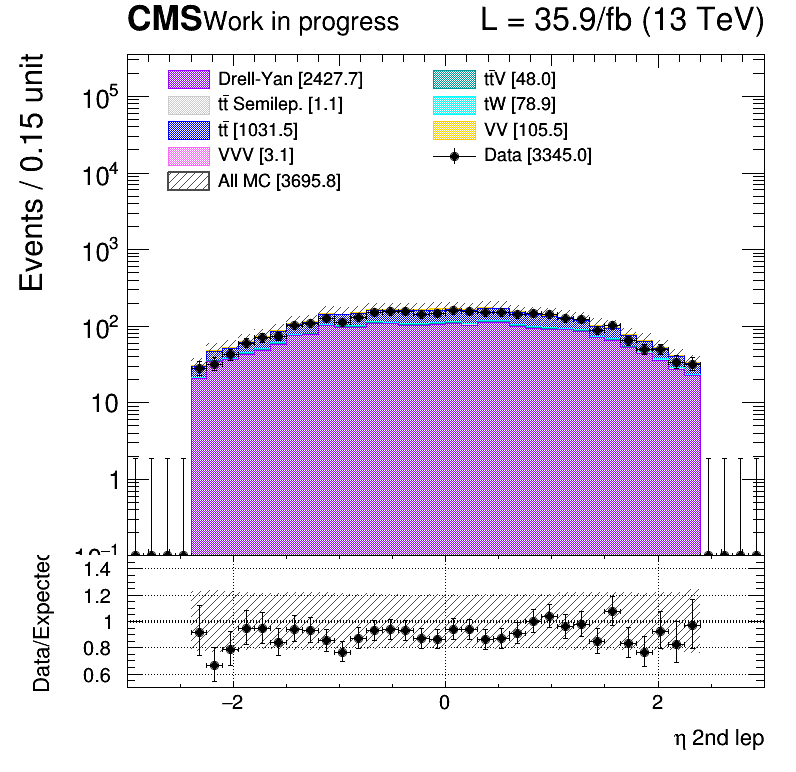 CMS Work in progress L = 35.9/fb (13 TeV)
Events / 0.15 unit
Drell-Yan [2427.7]
tt̄ Semilep. [1.1]
tt̄ [1031.5]
VVV [3.1]
All MC [3695.8]
tt̄V [48.0]
tW [78.9]
VV [105.5]
Data [3345.0]
10⁵
10⁴
10³
10²
10
1
10⁻¹
Data/Expected
1.4
1.2
1
0.8
0.6
−2 0 2
η 2nd lep